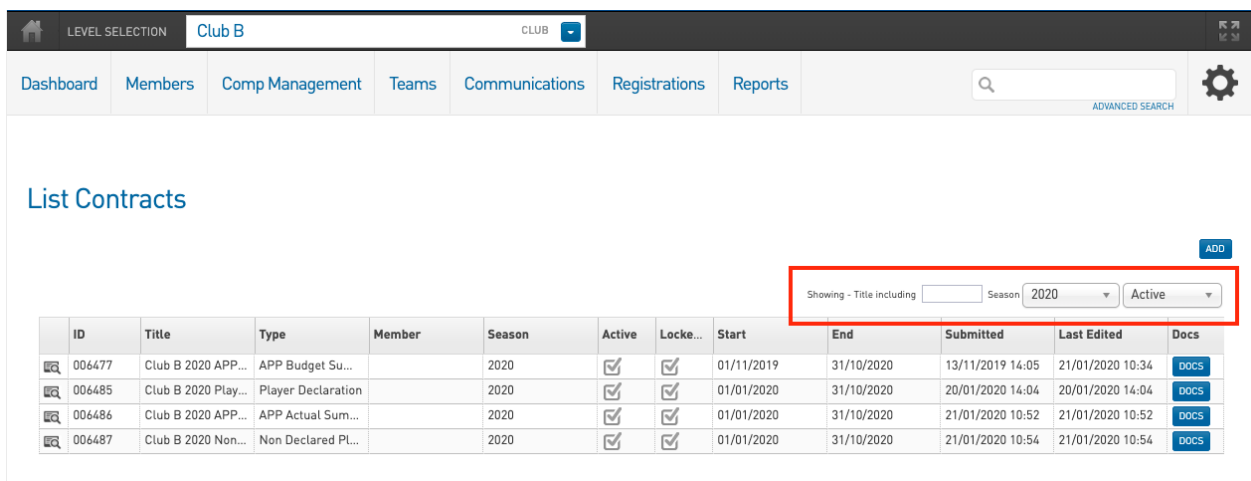 LEVEL SELECTION Club B CLUB
Dashboard Members Comp Management Teams Communications Registrations Reports
ADVANCED SEARCH
List Contracts
ADD
Showing - Title including Season 2020 Active
ID Title Type Member Season Active Locke... Start End Submitted Last Edited Docs
006477 Club B 2020 APP... APP Budget Su... 2020 01/11/2019 31/10/2020 13/11/2019 14:05 21/01/2020 10:34 DOCS
006485 Club B 2020 Play... Player Declaration 2020 01/01/2020 31/10/2020 20/01/2020 14:04 20/01/2020 14:04 DOCS
006486 Club B 2020 APP... APP Actual Sum... 2020 01/01/2020 31/10/2020 21/01/2020 10:52 21/01/2020 10:52 DOCS
006487 Club B 2020 Non... Non Declared Pl... 2020 01/01/2020 31/10/2020 21/01/2020 10:54 21/01/2020 10:54 DOCS